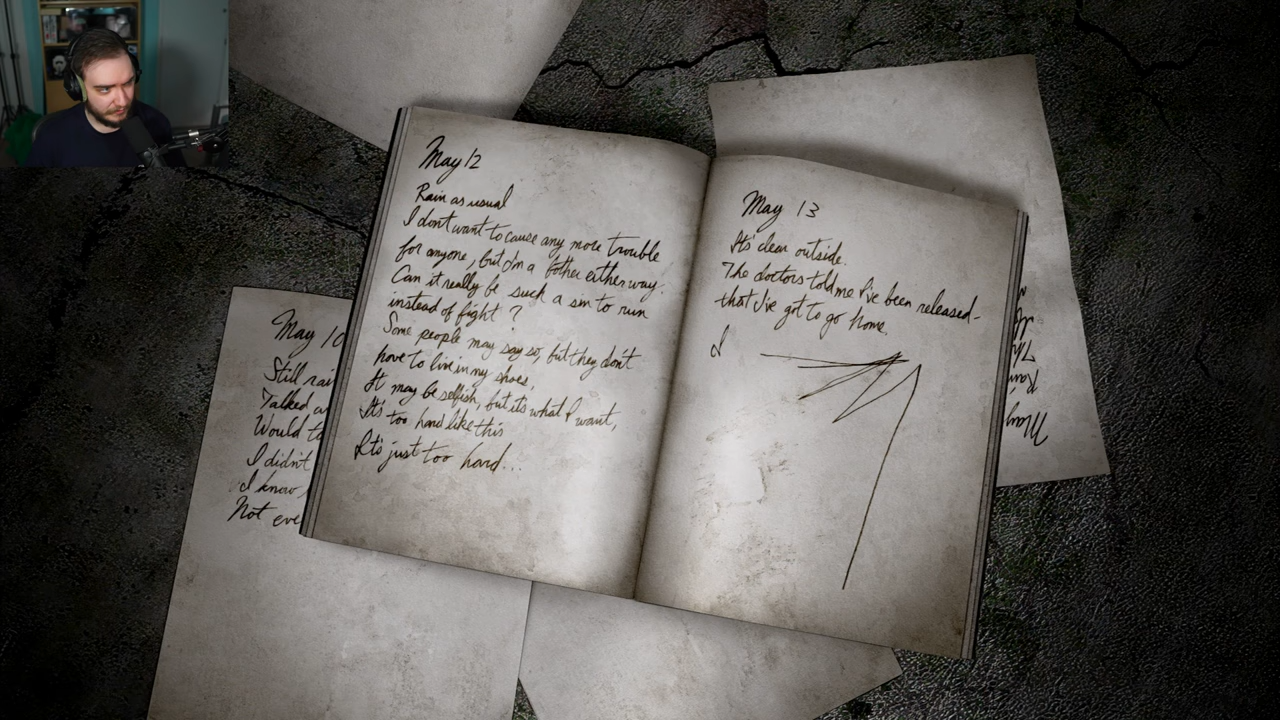 May 12
Rain as usual
I don't want to cause any more trouble
for anyone, but I'm a bother either way.
Can it really be such a sin to run
instead of fight?
Some people may say so, but they don't
have to live in my shoes.
It may be selfish, but its what I want,
It's too hard like this
It's just too hard...
May 13
It's clear outside.
The doctors told me I've been released-
that I've got to go home.
I
May 10
Still rai
Talked
Would to
I didn't
I know
Not eve
May
Rain